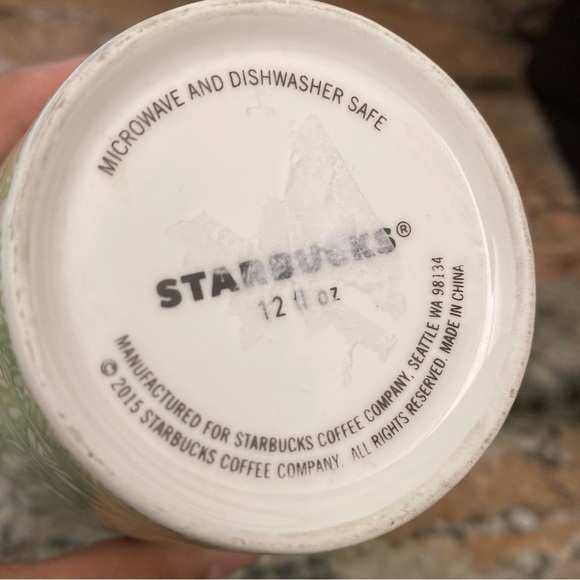 MICROWAVE AND DISHWASHER SAFE
STARBUCKS®
12 fl oz
MANUFACTURED FOR STARBUCKS COFFEE COMPANY, SEATTLE WA 98134
© 2015 STARBUCKS COFFEE COMPANY. ALL RIGHTS RESERVED. MADE IN CHINA